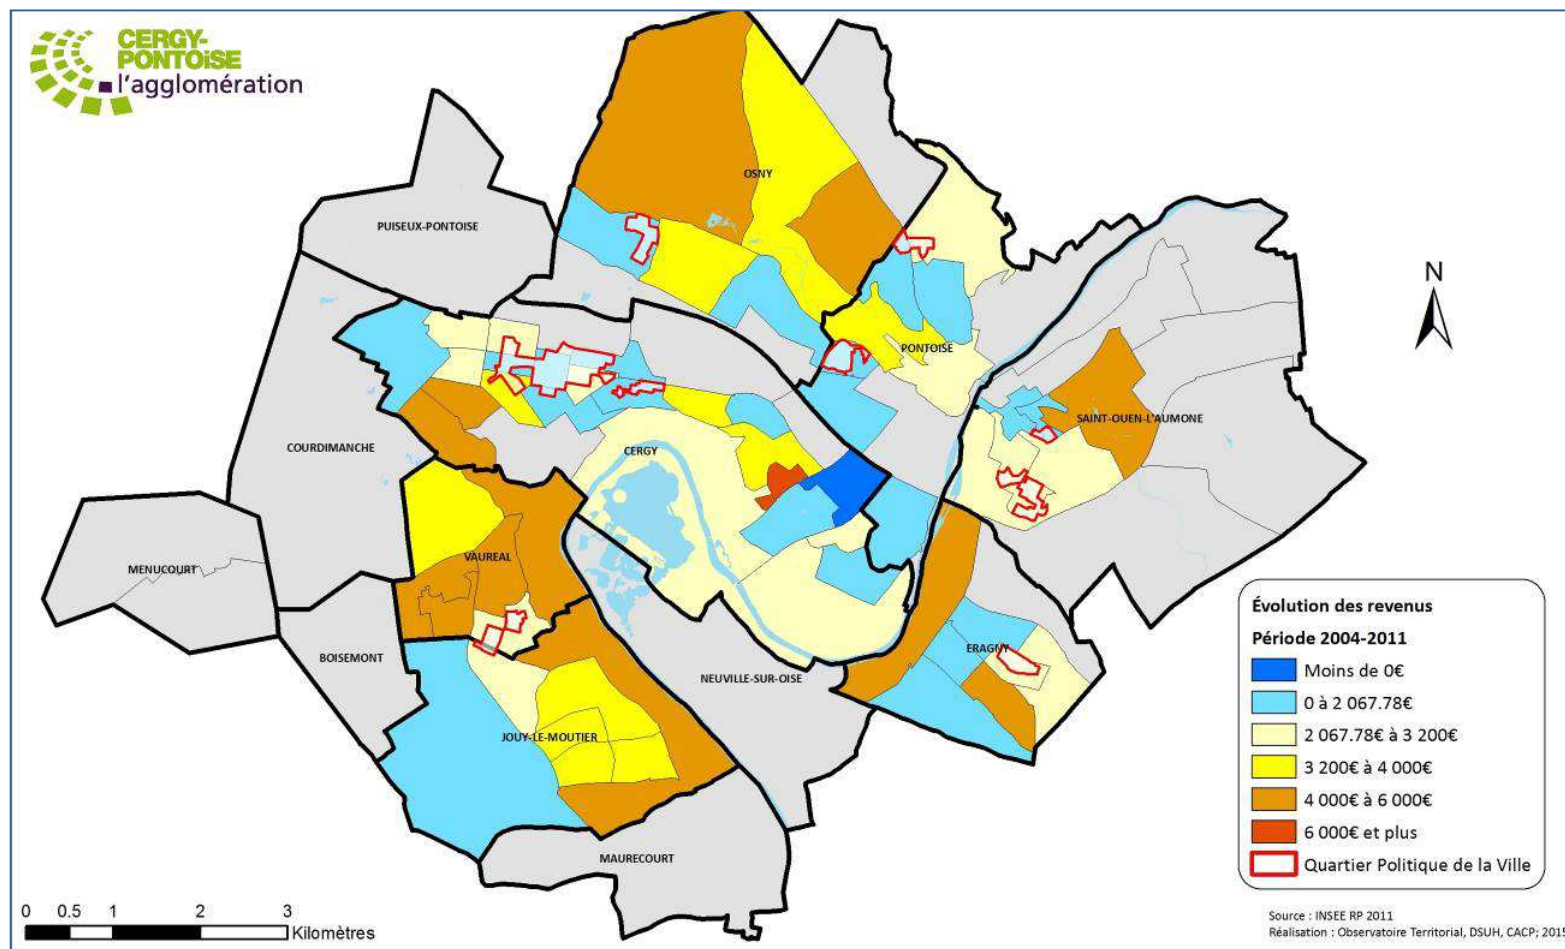 CERGY-
PONTOiSE
l'agglomération
OSNY
PUISEUX-PONTOISE
N
PONTOISE
SAINT-OUEN-L'AUMONE
COURDIMANCHE
CERGY
VAUREAL
MENUCOURT
BOISEMONT
ERAGNY
NEUVILLE-SUR-OISE
JOUY-LE-MOUTIER
MAURECOURT
Évolution des revenus
Période 2004-2011
Moins de 0€
0 à 2 067.78€
2 067.78€ à 3 200€
3 200€ à 4 000€
4 000€ à 6 000€
6 000€ et plus
Quartier Politique de la Ville
0 0.5 1 2 3
Kilomètres
Source : INSEE RP 2011
Réalisation : Observatoire Territorial, DSUH, CACP; 2015